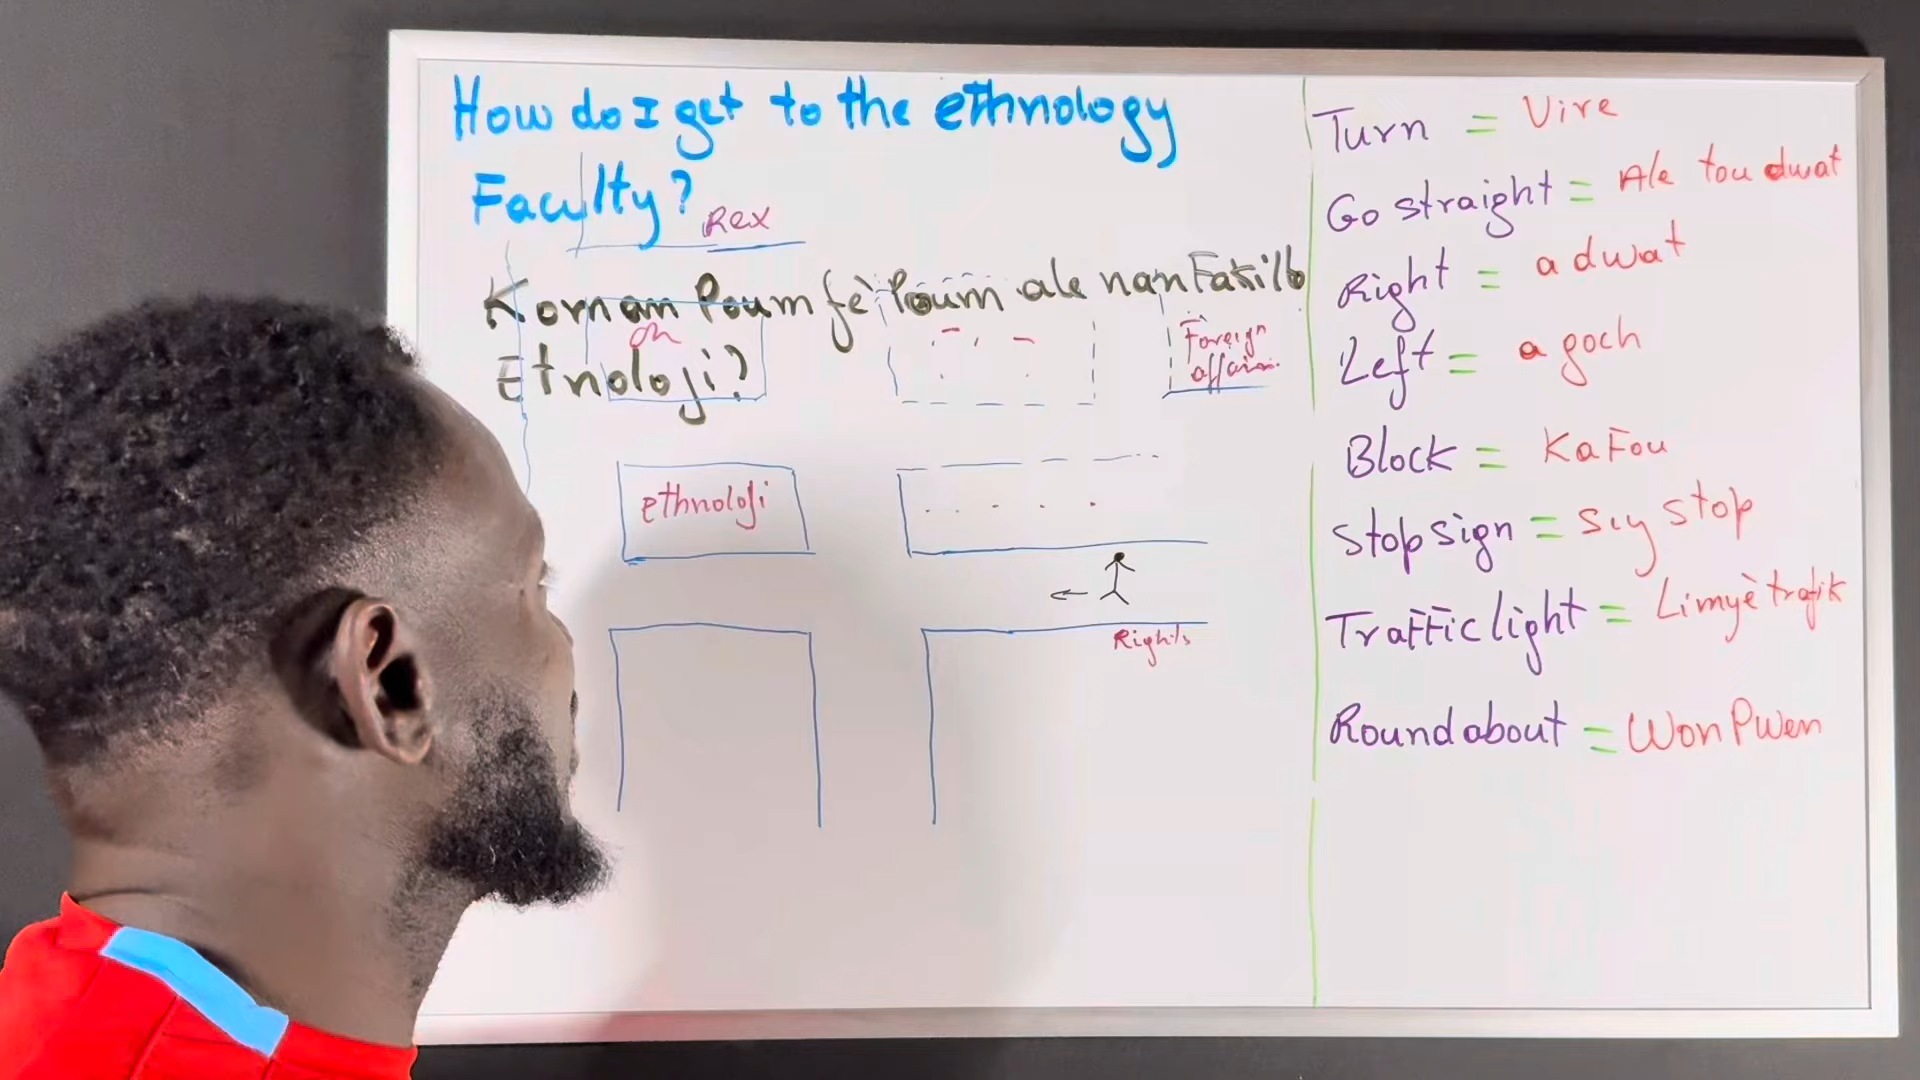 How do I get to the ethnology
Faculty?
Rex
Koman Poum fè Poum ale nan Fakilte
Etnoloji?
Foreign
affairs
ethnoloji
Rights
Turn = Vire
Go straight = Ale tou dwat
Right = a dwat
Left = a goch
Block = KaFou
Stop sign = Siy stop
Traffic light = Limyè trafik
Round about = Won Pwen